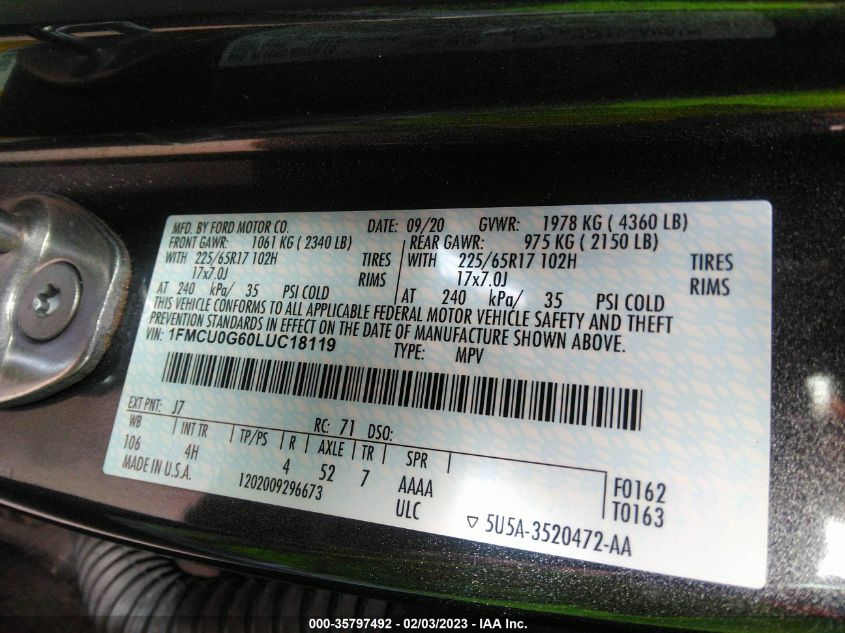 MFD. BY FORD MOTOR CO. DATE: 09/20 GVWR: 1978 KG ( 4360 LB)
FRONT GAWR: 1061 KG ( 2340 LB) REAR GAWR: 975 KG ( 2150 LB)
WITH 225/65R17 102H TIRES WITH 225/65R17 102H TIRES
17x7.0J RIMS 17x7.0J RIMS
AT 240 kPa/ 35 PSI COLD AT 240 kPa/ 35 PSI COLD
THIS VEHICLE CONFORMS TO ALL APPLICABLE FEDERAL MOTOR VEHICLE SAFETY AND THEFT
PREVENTION STANDARDS IN EFFECT ON THE DATE OF MANUFACTURE SHOWN ABOVE.
VIN: 1FMCU0G60LUC18119
TYPE: MPV
EXT PNT: J7 RC: 71 DSO:
WB INT TR TP/PS R AXLE TR SPR
106 4H 4 52 7 AAAA F0162
MADE IN U.S.A. 1202009296673 ULC T0163
5U5A-3520472-AA
000-35797492 - 02/03/2023 - IAA Inc.